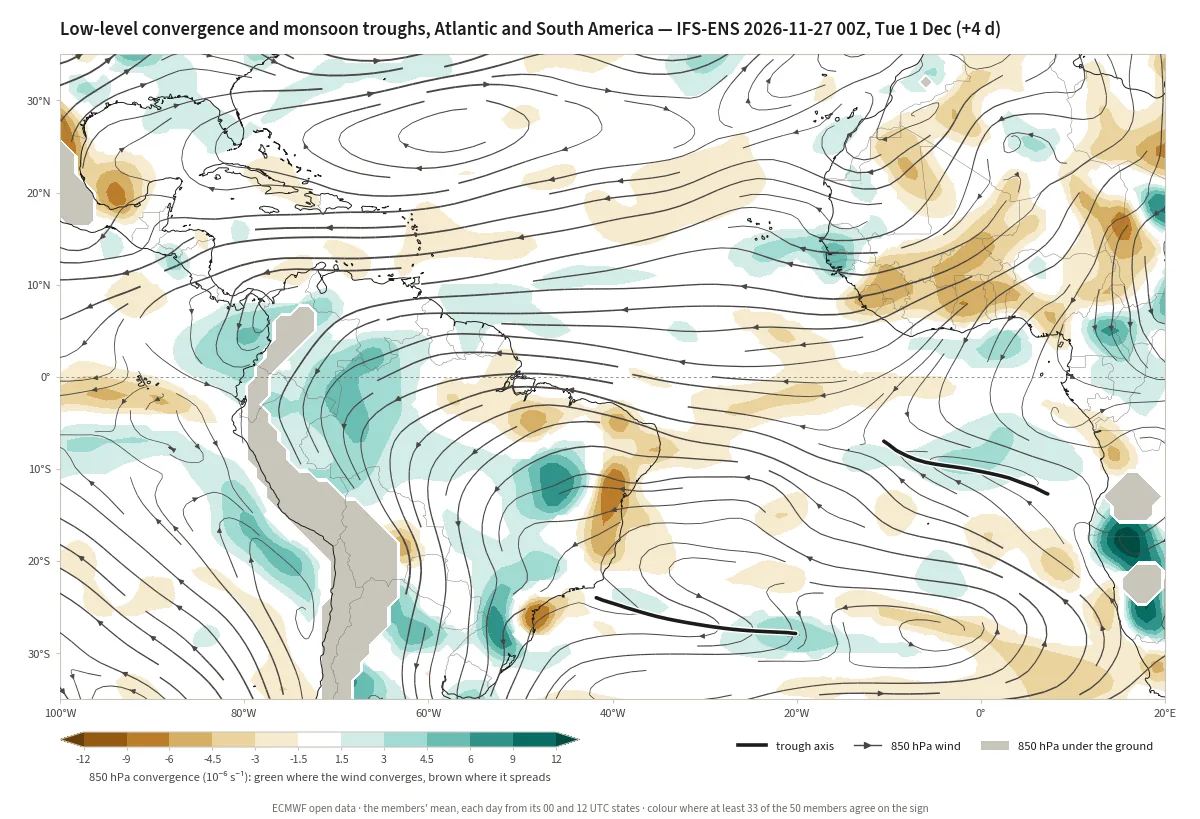 Low-level convergence and monsoon troughs, Atlantic and South America — IFS-ENS 2026-11-27 00Z, Tue 1 Dec (+4 d)
30°N
20°N
10°N
0°
10°S
20°S
30°S
100°W 80°W 60°W 40°W 20°W 0° 20°E
-12 -9 -6 -4.5 -3 -1.5 1.5 3 4.5 6 9 12
850 hPa convergence (10⁻⁶ s⁻¹): green where the wind converges, brown where it spreads
trough axis 850 hPa wind 850 hPa under the ground
ECMWF open data · the members' mean, each day from its 00 and 12 UTC states · colour where at least 33 of the 50 members agree on the sign